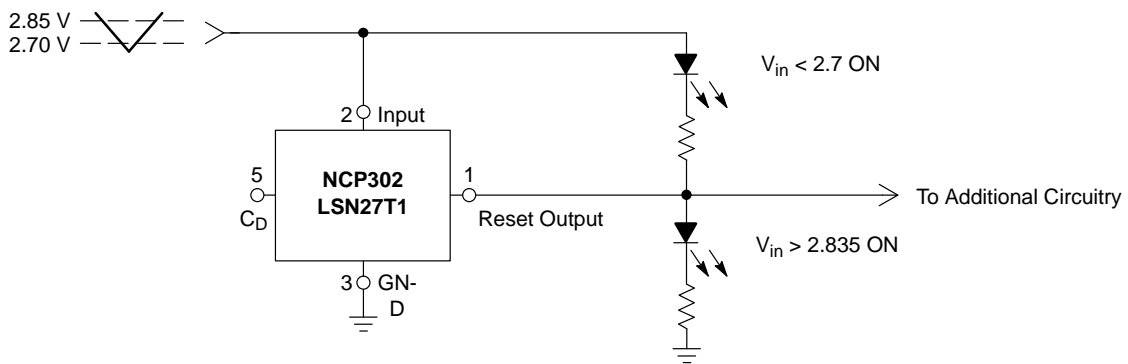 2.85 V
2.70 V
V_in < 2.7 ON
2 Input
NCP302
LSN27T1
5
C_D
1
Reset Output
To Additional Circuitry
V_in > 2.835 ON
3 GN-
D